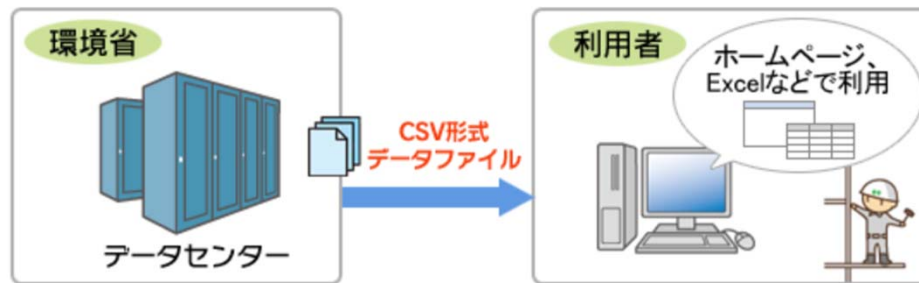 環境省
データセンター
CSV形式
データファイル
利用者
ホームページ、
Excelなどで利用